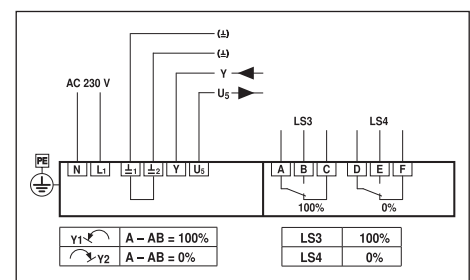 (⊥)
(⊥)
Y
AC 230 V
U5
LS3 LS4
PE
N L1 ⊥1 ⊥2 Y U5 A B C D E F
100% 0%
Y1 A – AB = 100%
Y2 A – AB = 0%
LS3 100%
LS4 0%